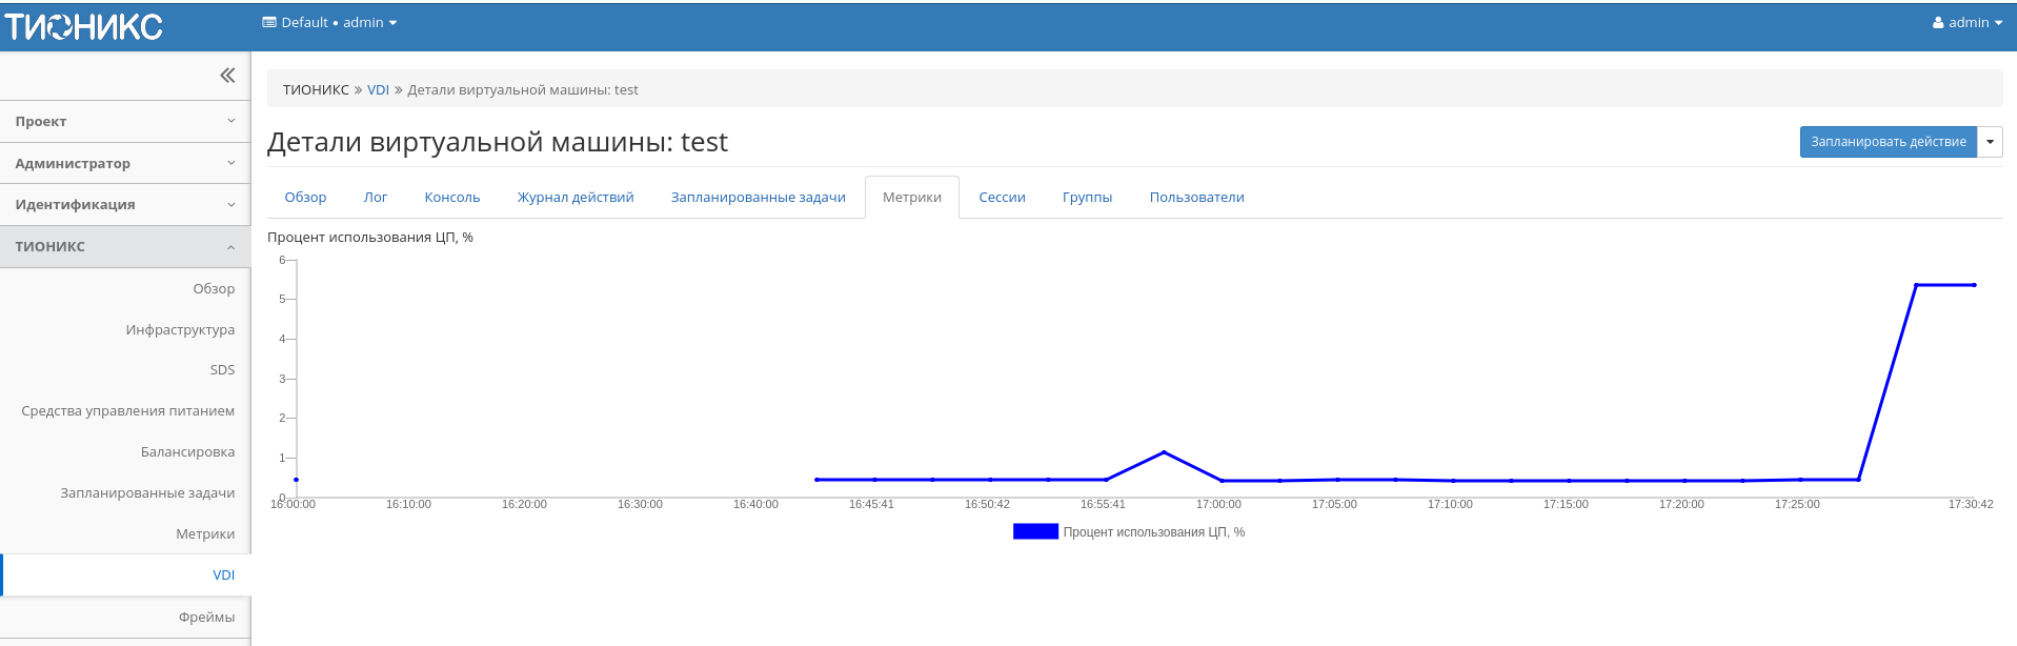 ТИОНИКС
Default • admin
admin
Проект
Администратор
Идентификация
ТИОНИКС
Обзор
Инфраструктура
SDS
Средства управления питанием
Балансировка
Запланированные задачи
Метрики
VDI
Фреймы
ТИОНИКС » VDI » Детали виртуальной машины: test
Детали виртуальной машины: test
Запланировать действие
Обзор Лог Консоль Журнал действий Запланированные задачи Метрики Сессии Группы Пользователи
Процент использования ЦП, %
6
5
4
3
2
1
0
16:00:00 16:10:00 16:20:00 16:30:00 16:40:00 16:45:41 16:50:42 16:55:41 17:00:00 17:05:00 17:10:00 17:15:00 17:20:00 17:25:00 17:30:42
Процент использования ЦП, %